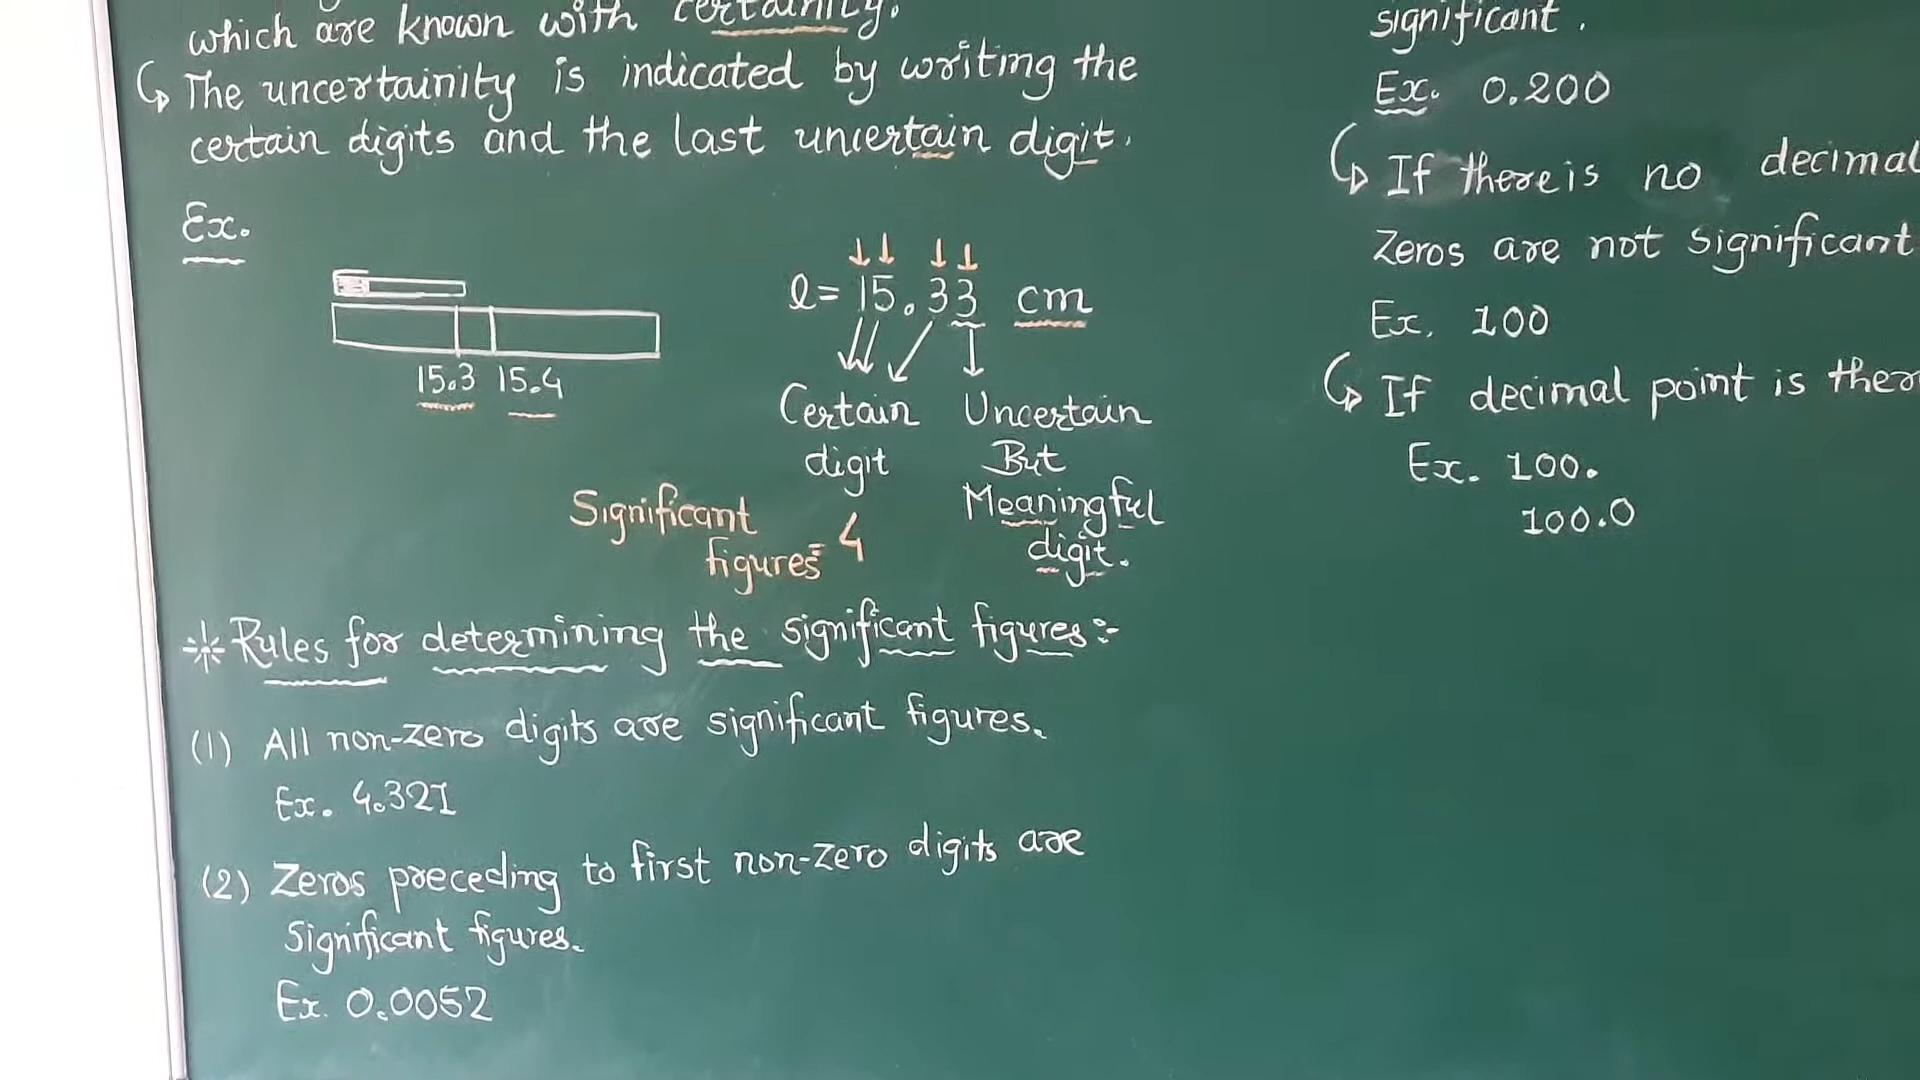 which are known with certainity.
↳ The uncertainity is indicated by writing the
certain digits and the last uncertain digit.
Ex.
15.3 15.4
l = 15.33 cm
Certain digit
Uncertain But Meaningful digit.
Significant figures = 4
* Rules for determining the significant figures :-
(1) All non-zero digits are significant figures.
Ex. 4.321
(2) Zeros preceding to first non-zero digits are
Significant figures.
Ex. 0.0052
significant.
Ex. 0.200
↳ If there is no decimal
Zeros are not significant
Ex. 100
↳ If decimal point is ther
Ex. 100.
100.0